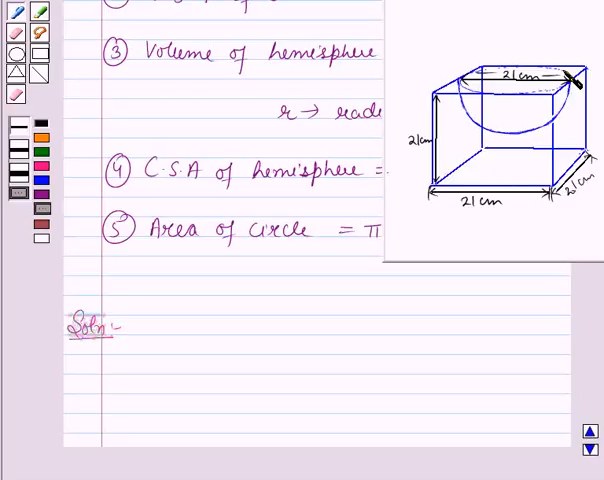 ③ Volume of hemisphere
r → radi
④ C.S.A of hemisphere =
⑤ Area of circle = π
Soln :-
21cm
21cm
21cm
21cm